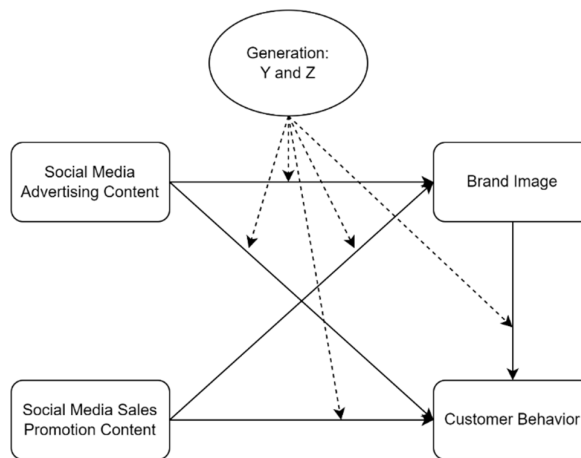 Generation:
Y and Z
Social Media
Advertising Content
Brand Image
Social Media Sales
Promotion Content
Customer Behavior